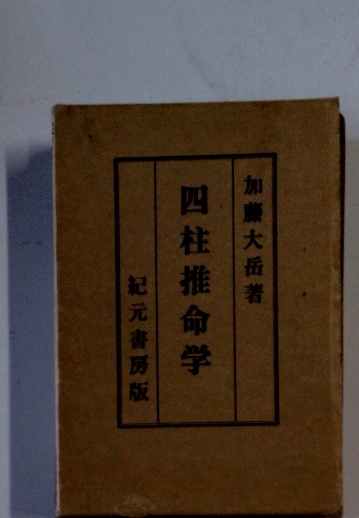 加藤大岳著
四柱推命学
紀元書房版